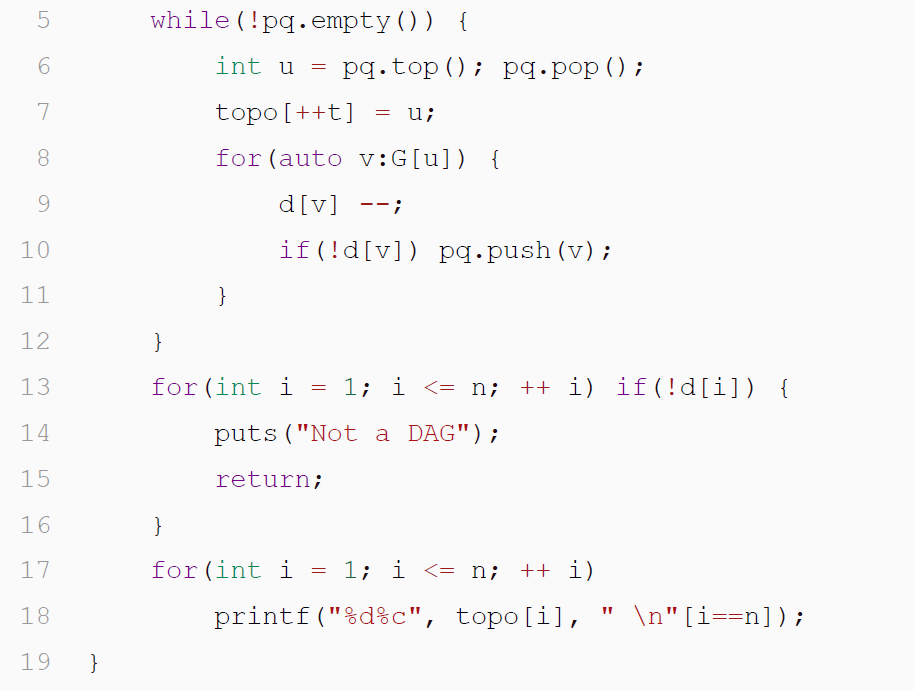 5 while(!pq.empty()) {
6 int u = pq.top(); pq.pop();
7 topo[++t] = u;
8 for(auto v:G[u]) {
9 d[v] --;
10 if(!d[v]) pq.push(v);
11 }
12 }
13 for(int i = 1; i <= n; ++ i) if(!d[i]) {
14 puts("Not a DAG");
15 return;
16 }
17 for(int i = 1; i <= n; ++ i)
18 printf("%d%c", topo[i], " \n"[i==n]);
19 }